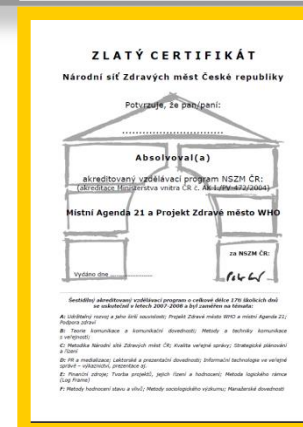 ZLATÝ CERTIFIKÁT
Národní síť Zdravých měst České republiky
Potvrzuje, že pan/paní:
..............................
Absolvoval(a)
akreditovaný vzdělávací program NSZM ČR:
(akreditace Ministerstva vnitra ČR č. AK I./PV-472/2004)
Místní Agenda 21 a Projekt Zdravé město WHO
za NSZM ČR:
Vydáno dne
Šestidílný akreditovaný vzdělávací program o celkové délce 176 školicích dnů
se uskutečnil v letech 2007-2008 a byl zaměřen na témata:
A: Udržitelný rozvoj a jeho širší souvislosti; Projekt Zdravé město WHO a místní Agenda 21;
Podpora zdraví
B: Teorie komunikace a komunikační dovednosti; Metody a techniky komunikace
s veřejností;
C: Metodika Národní sítě Zdravých měst ČR; Kvalita veřejné správy; Strategické plánování
a řízení
D: PR a medializace; Lektorské a prezentační dovednosti; Informační technologie ve veřejné
správě – výkaznictví, prezentace aj.
E: Finanční zdroje; Tvorba projektů, jejich řízení a hodnocení; Metoda logického rámce
(Log Frame)
F: Metody hodnocení stavu a vlivů; Metody sociologického výzkumu; Manažerské dovednosti